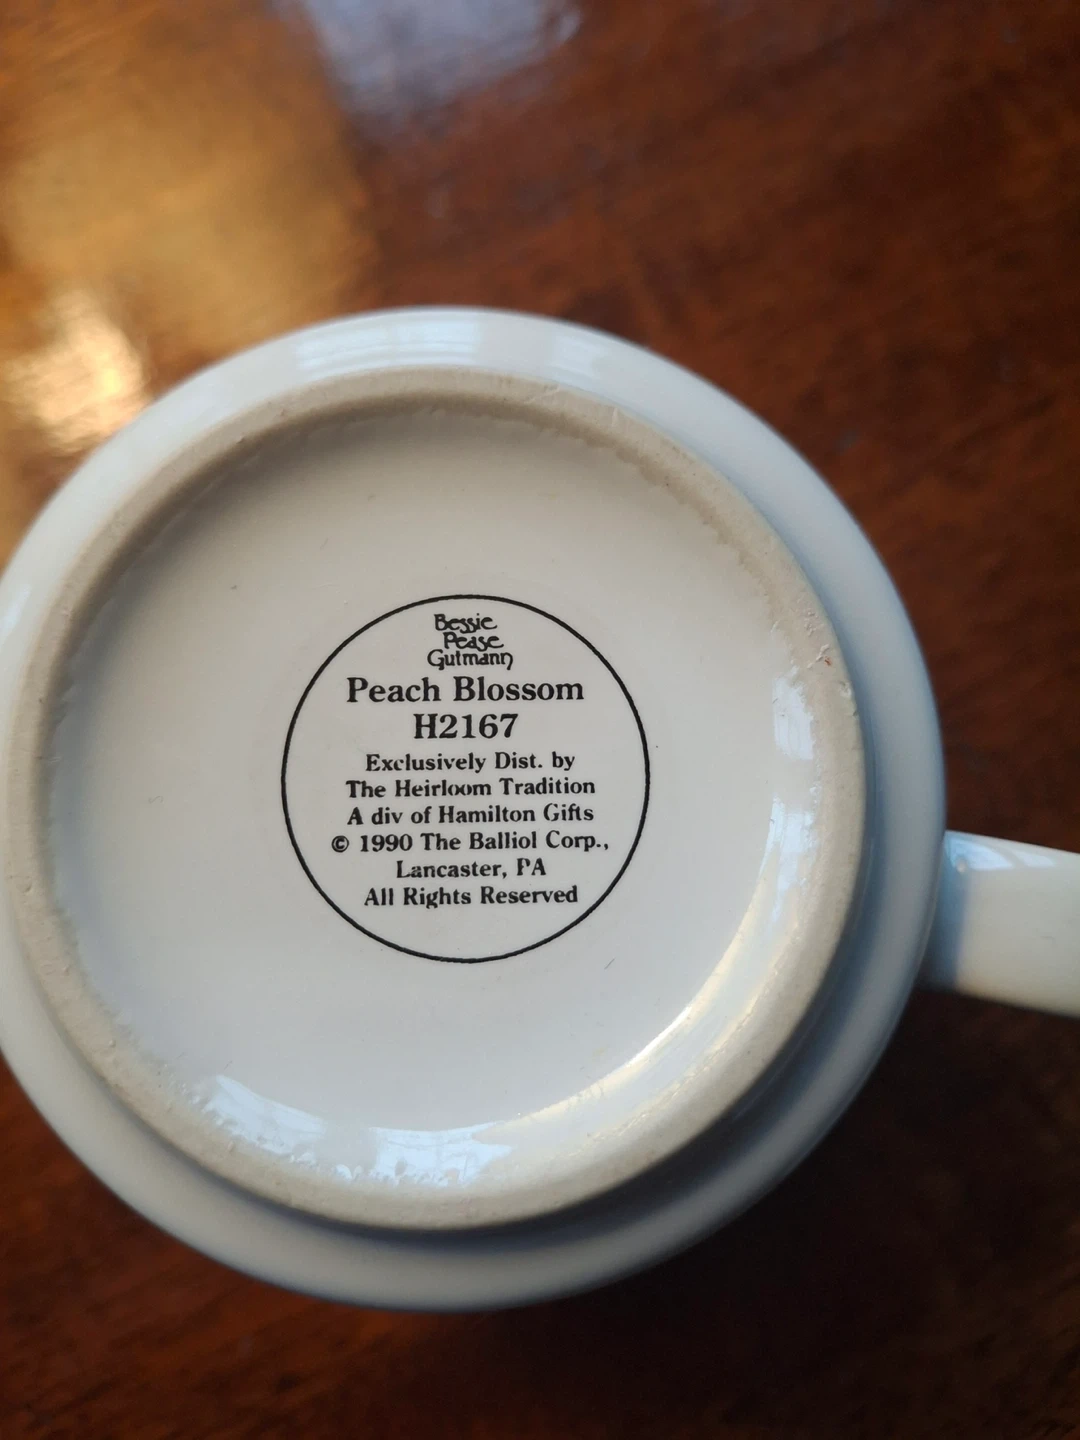 Bessie
Pease
Gutmann
Peach Blossom
H2167
Exclusively Dist. by
The Heirloom Tradition
A div of Hamilton Gifts
© 1990 The Balliol Corp.,
Lancaster, PA
All Rights Reserved